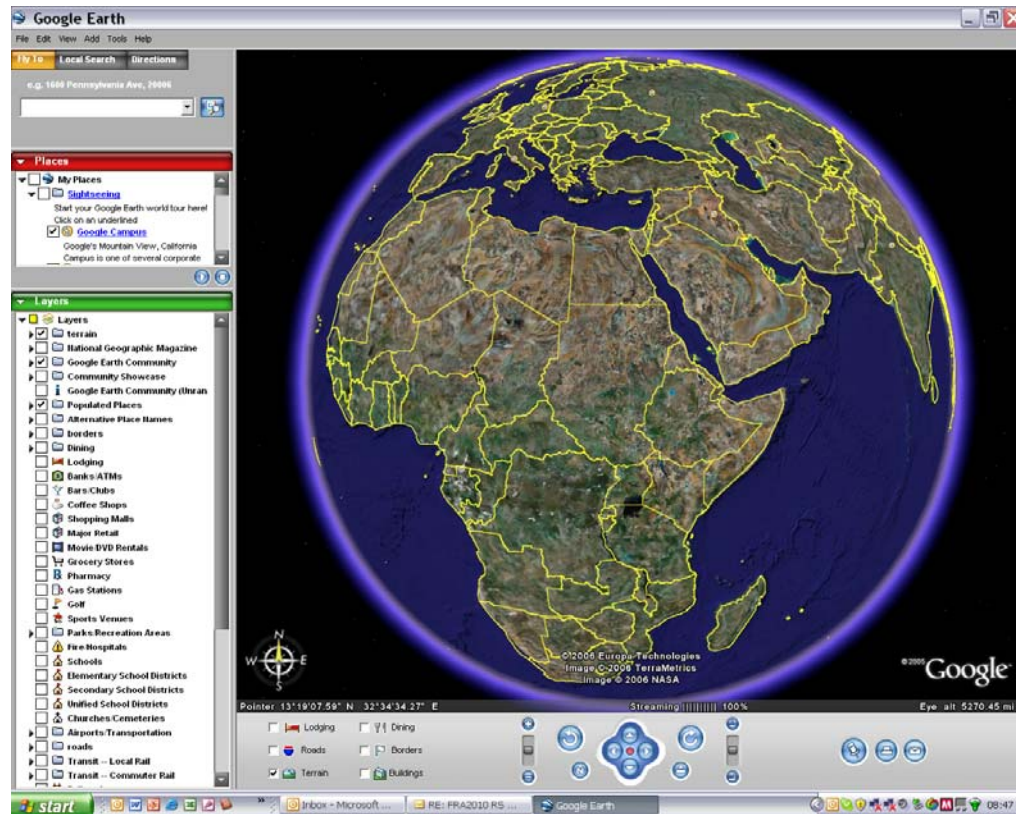 Google Earth
File Edit View Add Tools Help
Fly To Local Search Directions
e.g. 1600 Pennsylvania Ave, 20006
Places
My Places
Sightseeing
Start your Google Earth world tour here!
Click on an underlined
Google Campus
Google's Mountain View, California
Campus is one of several corporate
Layers
Layers
terrain
National Geographic Magazine
Google Earth Community
Community Showcase
Google Earth Community (Unran
Populated Places
Alternative Place Names
borders
Dining
Lodging
Banks/ATMs
Bars/Clubs
Coffee Shops
Shopping Malls
Major Retail
Movie/DVD Rentals
Grocery Stores
Pharmacy
Gas Stations
Golf
Sports Venues
Parks/Recreation Areas
Fire/Hospitals
Schools
Elementary School Districts
Secondary School Districts
Unified School Districts
Churches/Cemeteries
Airports/Transportation
roads
Transit -- Local Rail
Transit -- Commuter Rail
N
W E
S
© 2006 Europa Technologies
Image © 2006 TerraMetrics
Image © 2006 NASA
©2005 Google
Pointer 13°19'07.59" N 32°34'34.27" E Streaming |||||||||| 100% Eye alt 5270.45 mi
Lodging Dining
Roads Borders
Terrain Buildings
N
start » Inbox - Microsoft ... RE: FRA2010 RS ... Google Earth 08:47